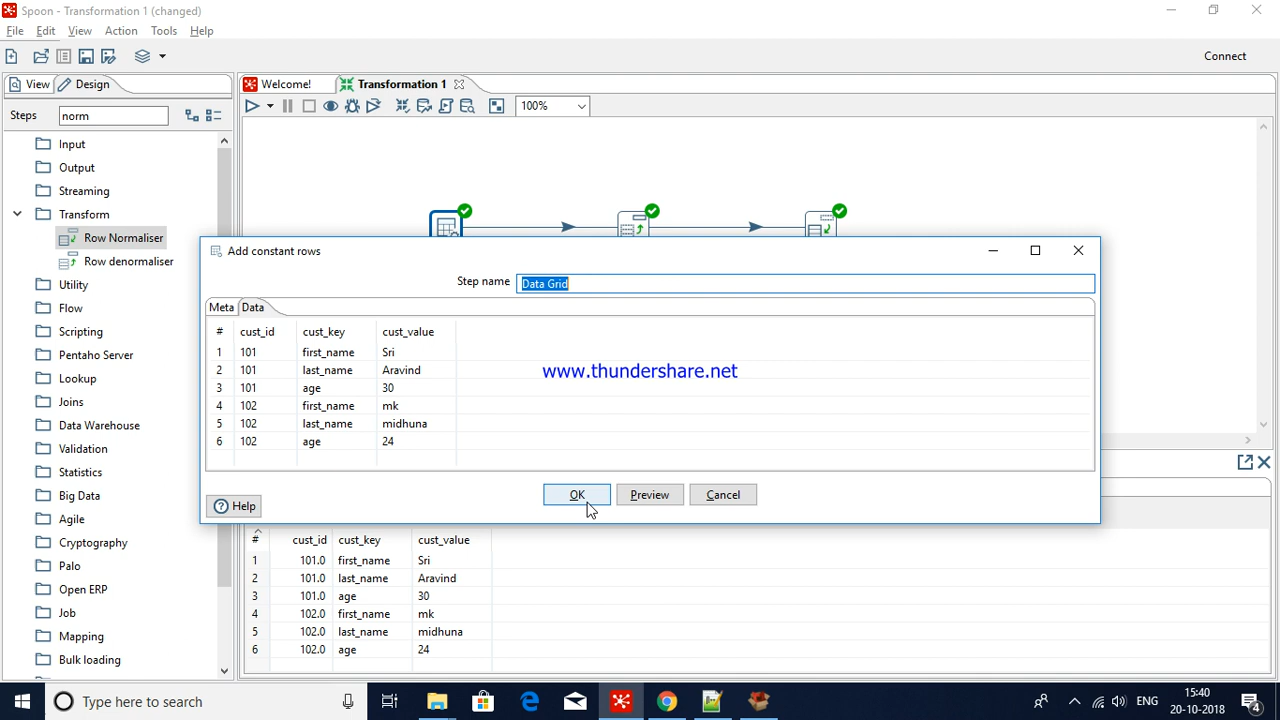 Spoon - Transformation 1 (changed)
File Edit View Action Tools Help
Connect
View Design
Welcome! Transformation 1
Steps norm
100%
Input
Output
Streaming
Transform
Row Normaliser
Row denormaliser
Utility
Flow
Scripting
Pentaho Server
Lookup
Joins
Data Warehouse
Validation
Statistics
Big Data
Agile
Cryptography
Palo
Open ERP
Job
Mapping
Bulk loading
Add constant rows
Step name Data Grid
Meta Data
# cust_id cust_key cust_value
1 101 first_name Sri
2 101 last_name Aravind
3 101 age 30
4 102 first_name mk
5 102 last_name midhuna
6 102 age 24
www.thundershare.net
OK Preview Cancel
Help
# cust_id cust_key cust_value
1 101.0 first_name Sri
2 101.0 last_name Aravind
3 101.0 age 30
4 102.0 first_name mk
5 102.0 last_name midhuna
6 102.0 age 24
Type here to search
ENG
15:40
20-10-2018
4